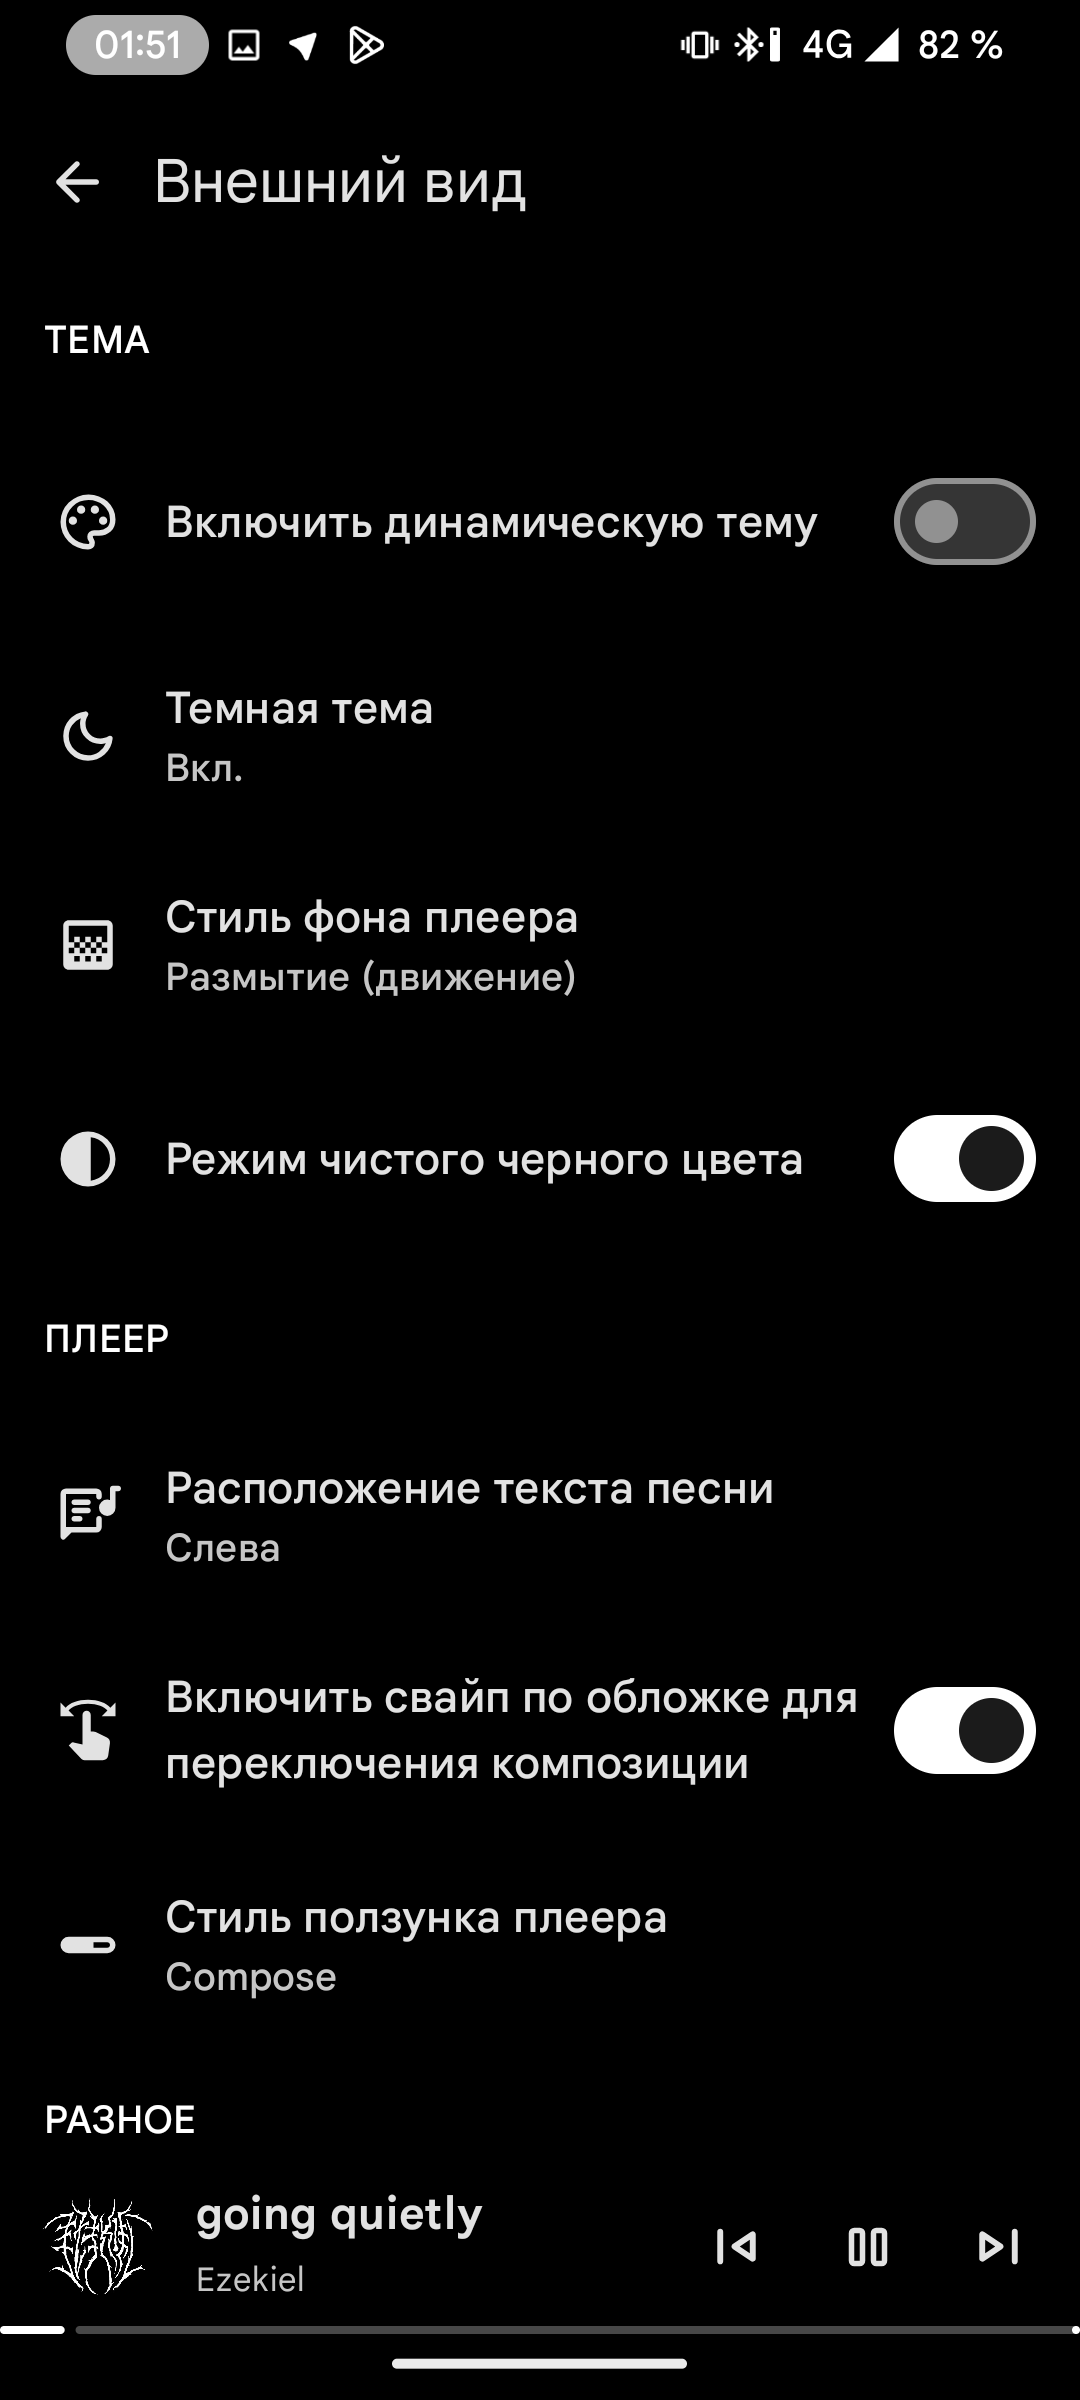 01:51 4G 82 %
Внешний вид
ТЕМА
Включить динамическую тему
Темная тема
Вкл.
Стиль фона плеера
Размытие (движение)
Режим чистого черного цвета
ПЛЕЕР
Расположение текста песни
Слева
Включить свайп по обложке для
переключения композиции
Стиль ползунка плеера
Compose
РАЗНОЕ
going quietly
Ezekiel